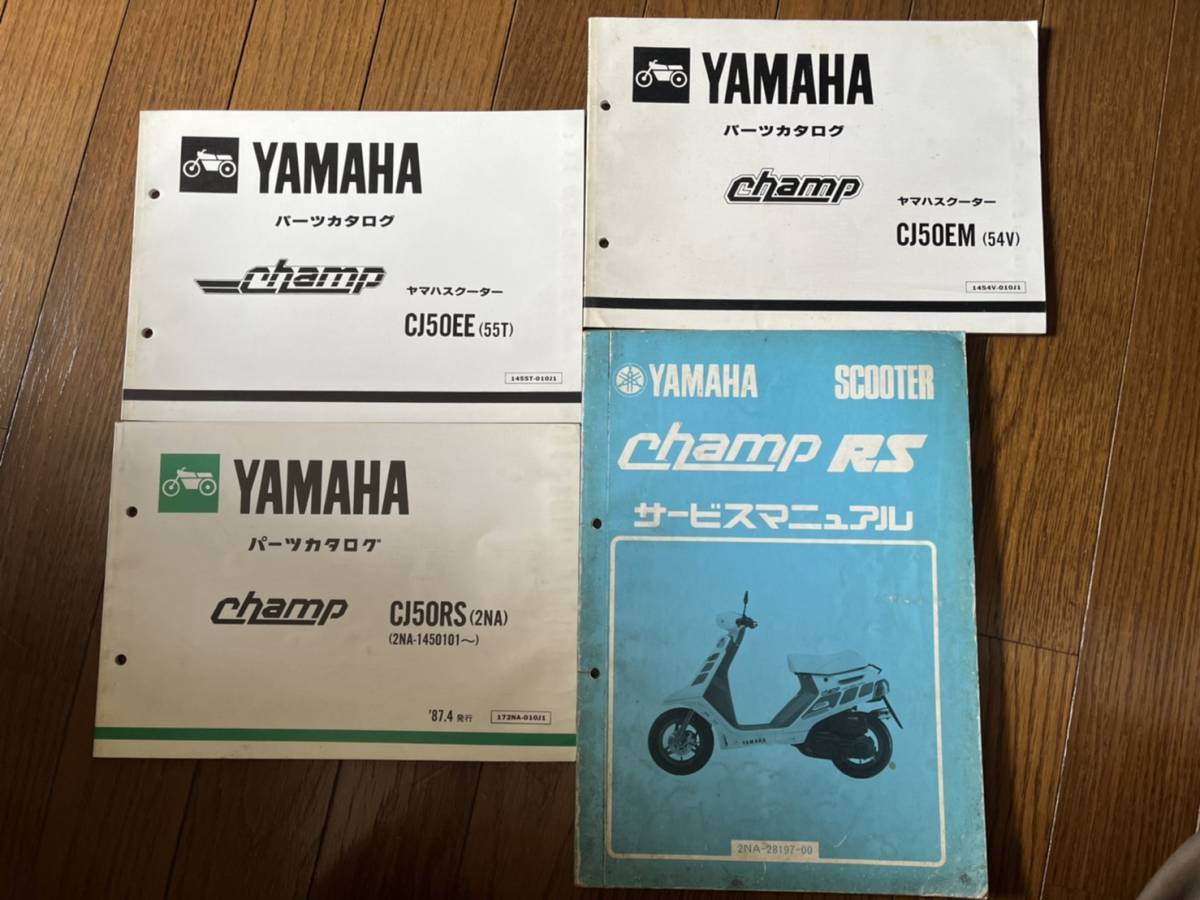 YAMAHA
パーツカタログ
champ
ヤマハスクーター
CJ50EM (54V)
1454V-010J1
YAMAHA
パーツカタログ
champ
ヤマハスクーター
CJ50EE (55T)
1455T-010J1
YAMAHA
パーツカタログ
champ
CJ50RS (2NA)
(2NA-1450101~)
'87.4 発行
172NA-010J1
YAMAHA SCOOTER
champ RS
サービスマニュアル
YAMAHA
2NA-28197-00